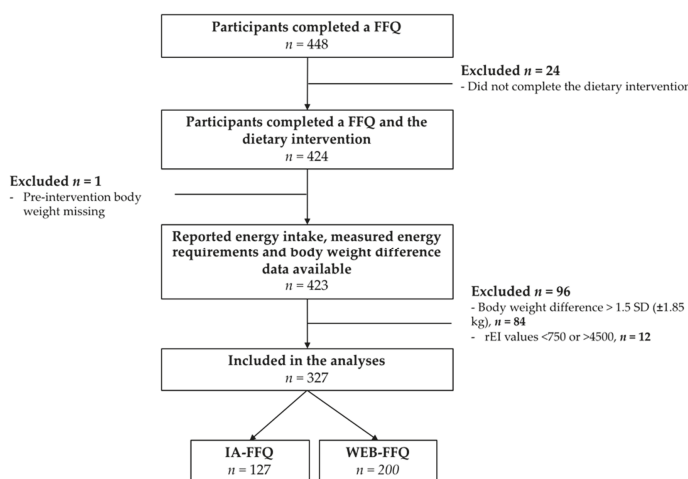 Participants completed a FFQ
n = 448
Excluded n = 24
- Did not complete the dietary intervention
Participants completed a FFQ and the
dietary intervention
n = 424
Excluded n = 1
- Pre-intervention body
weight missing
Reported energy intake, measured energy
requirements and body weight difference
data available
n = 423
Excluded n = 96
- Body weight difference > 1.5 SD (±1.85
kg), n = 84
- rEI values <750 or >4500, n = 12
Included in the analyses
n = 327
IA-FFQ
n = 127
WEB-FFQ
n = 200